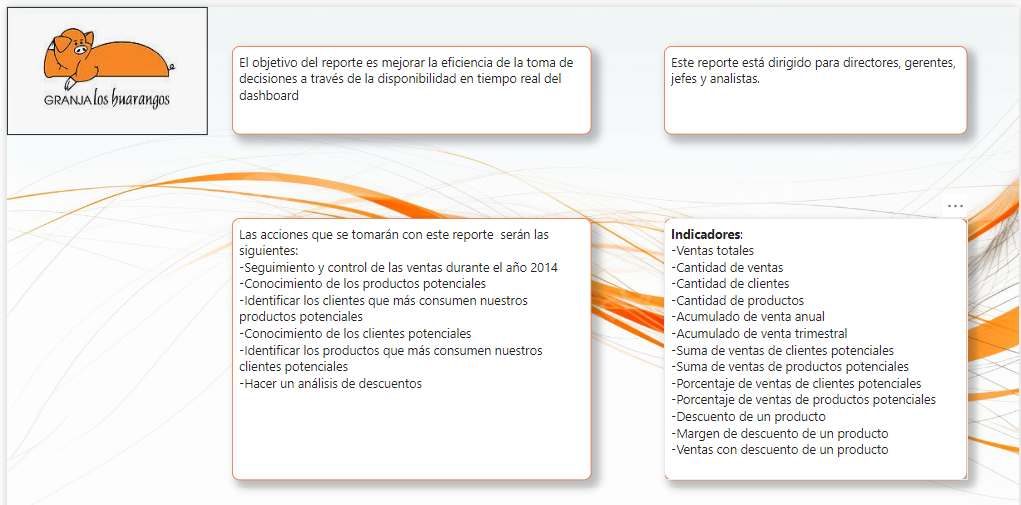 GRANJA los huarangos
El objetivo del reporte es mejorar la eficiencia de la toma de
decisiones a través de la disponibilidad en tiempo real del
dashboard
Este reporte está dirigido para directores, gerentes,
jefes y analistas.
Las acciones que se tomarán con este reporte serán las
siguientes:
-Seguimiento y control de las ventas durante el año 2014
-Conocimiento de los productos potenciales
-Identificar los clientes que más consumen nuestros
productos potenciales
-Conocimiento de los clientes potenciales
-Identificar los productos que más consumen nuestros
clientes potenciales
-Hacer un análisis de descuentos
Indicadores:
-Ventas totales
-Cantidad de ventas
-Cantidad de clientes
-Cantidad de productos
-Acumulado de venta anual
-Acumulado de venta trimestral
-Suma de ventas de clientes potenciales
-Suma de ventas de productos potenciales
-Porcentaje de ventas de clientes potenciales
-Porcentaje de ventas de productos potenciales
-Descuento de un producto
-Margen de descuento de un producto
-Ventas con descuento de un producto